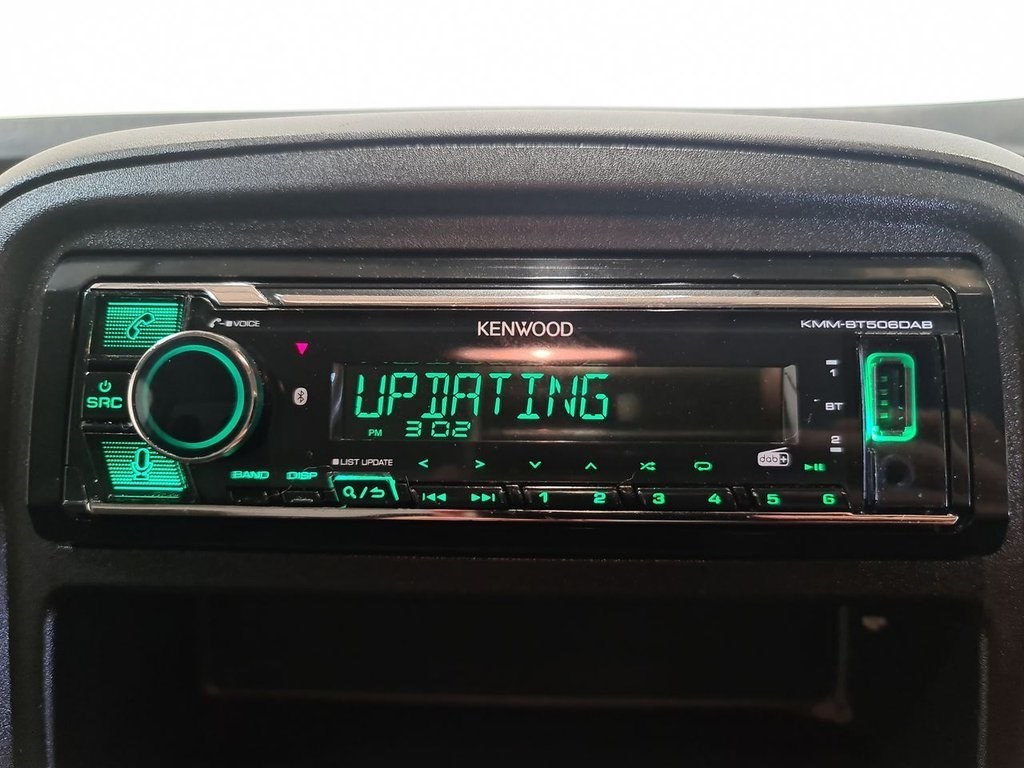 VOICE
KENWOOD
KMM-BT506DAB
UPDATING
PM 3:02
SRC
1
BT
2
BAND DISP
LIST UPDATE < > dab+
1 2 3 4 5 6